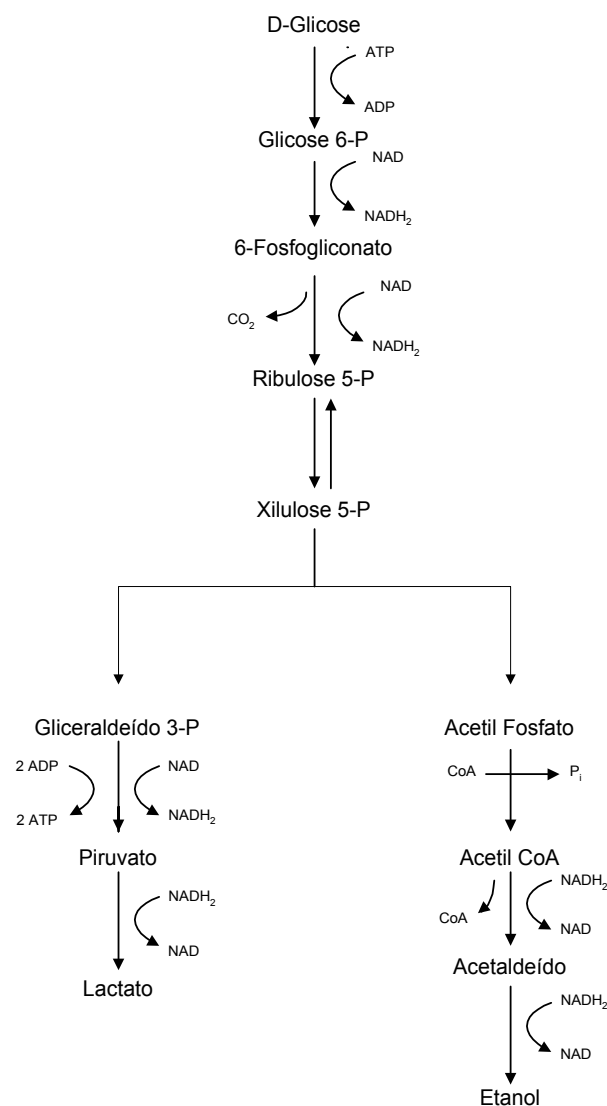 D-Glicose
ATP
ADP
Glicose 6-P
NAD
NADH₂
6-Fosfogliconato
NAD
CO₂
NADH₂
Ribulose 5-P
Xilulose 5-P
Gliceraldeído 3-P
Acetil Fosfato
2 ADP
NAD
CoA
Pᵢ
2 ATP
NADH₂
Piruvato
Acetil CoA
NADH₂
NADH₂
CoA
NAD
NAD
Acetaldeído
Lactato
NADH₂
NAD
Etanol